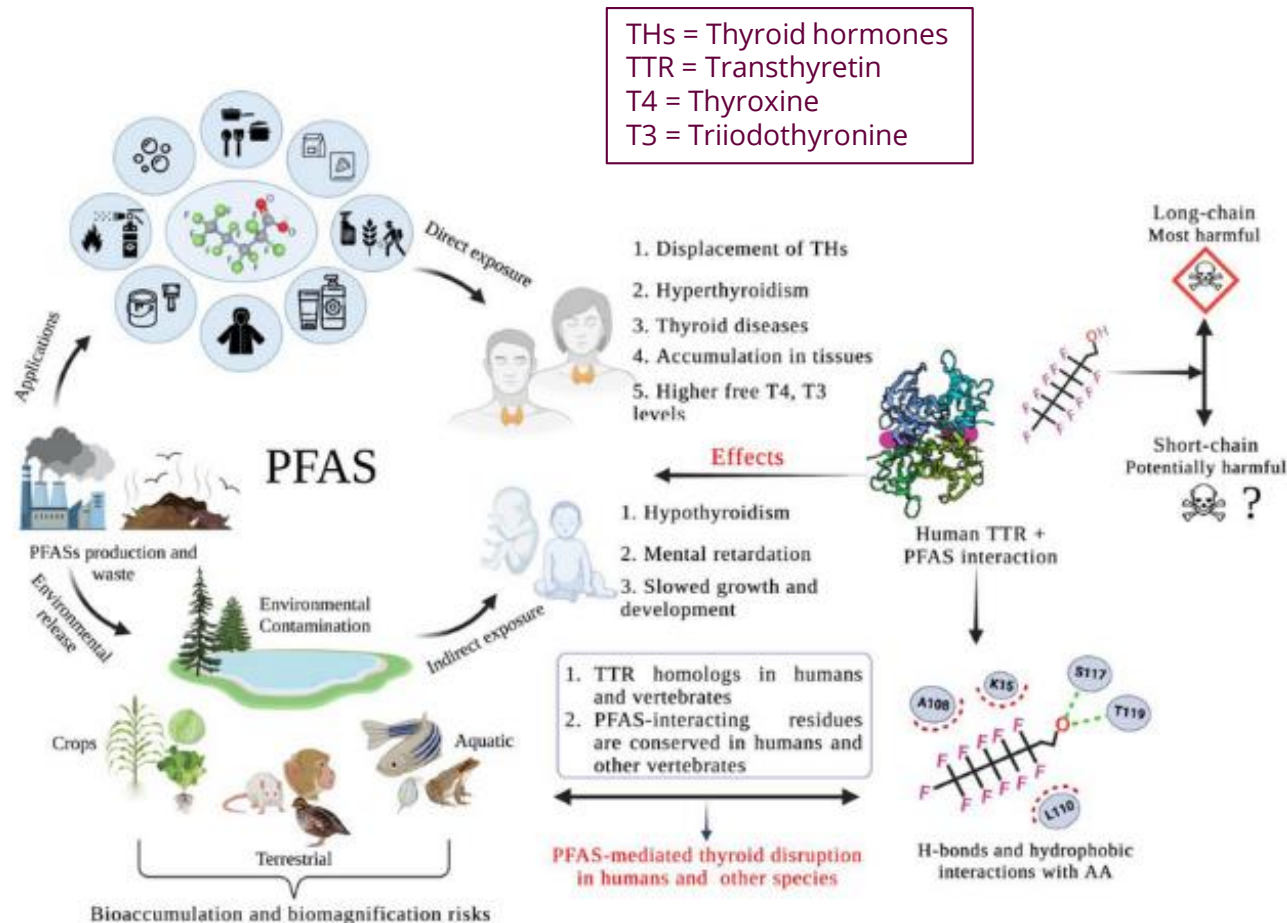 THs = Thyroid hormones
TTR = Transthyretin
T4 = Thyroxine
T3 = Triiodothyronine
Applications
Direct exposure
1. Displacement of THs
2. Hyperthyroidism
3. Thyroid diseases
4. Accumulation in tissues
5. Higher free T4, T3
levels
Long-chain
Most harmful
OH
F F F F F F F F F F F
Short-chain
Potentially harmful
?
PFAS
Effects
PFASs production and
waste
Environmental
release
Environmental
Contamination
Indirect exposure
1. Hypothyroidism
2. Mental retardation
3. Slowed growth and
development
Human TTR +
PFAS interaction
1. TTR homologs in humans
and vertebrates
2. PFAS-interacting residues
are conserved in humans and
other vertebrates
A108
K15
S117
T119
O
F F F F F F F F F F F
L110
H-bonds and hydrophobic
interactions with AA
Crops
Aquatic
Terrestrial
PFAS-mediated thyroid disruption
in humans and other species
Bioaccumulation and biomagnification risks